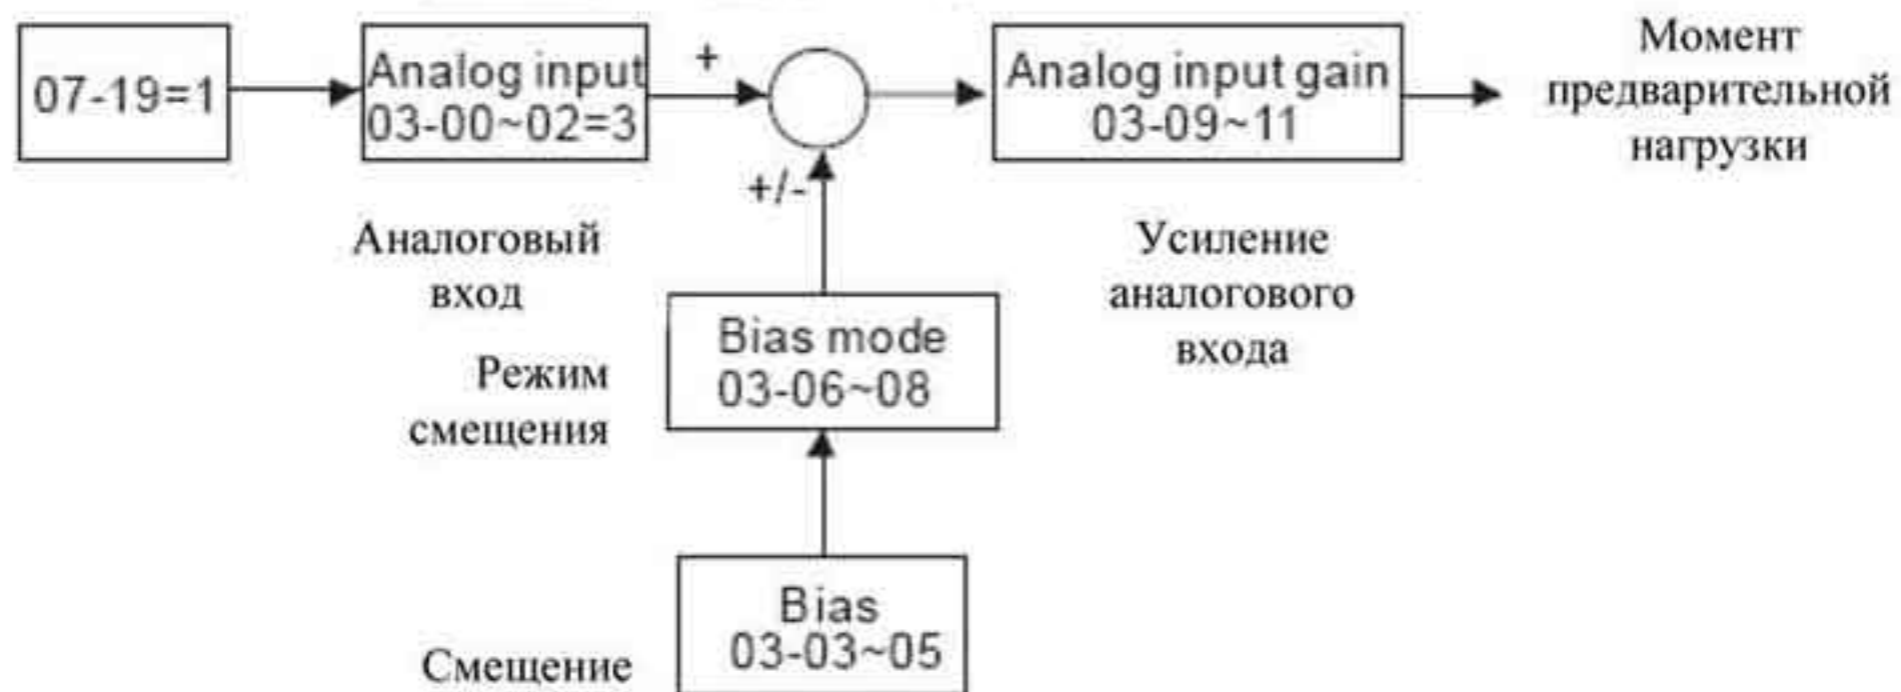 07-19=1
Analog input
03-00~02=3
+
Analog input gain
03-09~11
Момент
предварительной
нагрузки
+/-
Аналоговый
вход
Усиление
аналогового
входа
Bias mode
03-06~08
Режим
смещения
Bias
03-03~05
Смещение